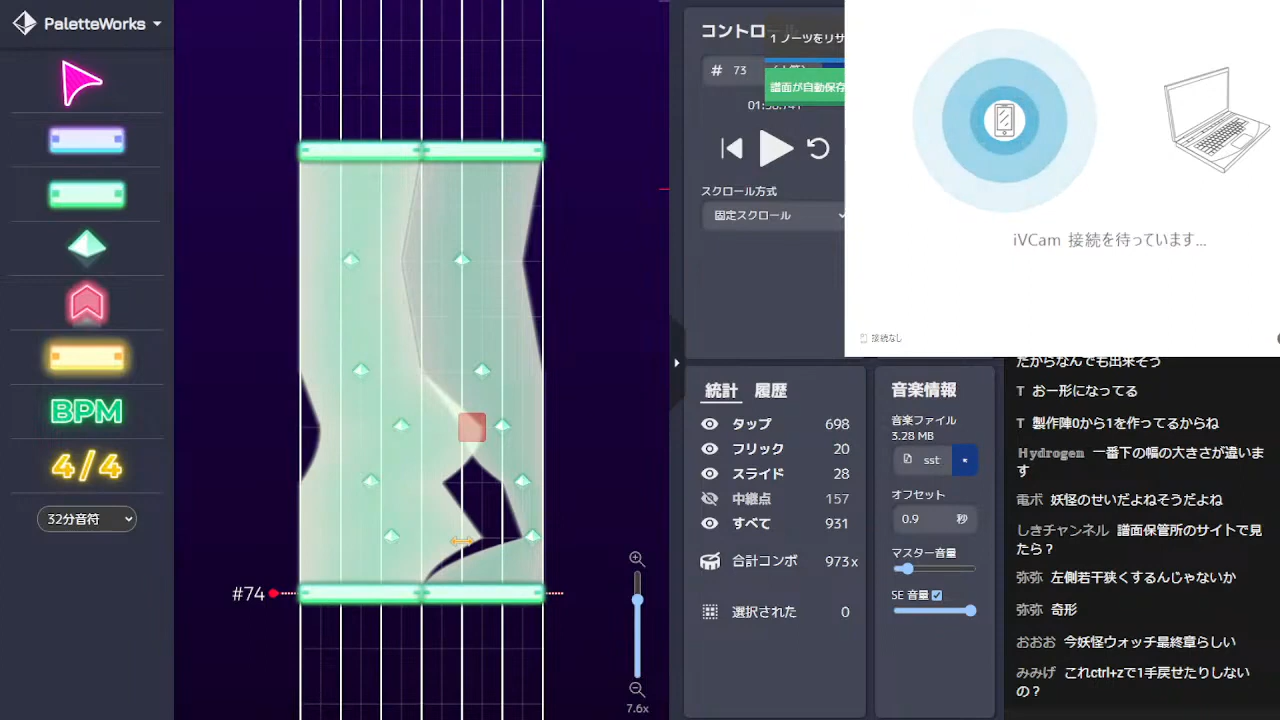 PaletteWorks
BPM
4/4
32分音符
#74
7.6x
コントロ
# 73
1 ノーツをリサ
譜面が自動保存
スクロール方式
固定スクロール
iVCam 接続を待っています...
接続なし
統計 履歴
タップ 698
フリック 20
スライド 28
中継点 157
すべて 931
合計コンボ 973x
選択された 0
音楽情報
音楽ファイル
3.28 MB
sst
オフセット
0.9 秒
マスター音量
SE 音量
だからなんでも出来そう
T おー形になってる
T 製作陣0から1を作ってるからね
Hydrogen 一番下の幅の大きさが違いま
す
電ボ 妖怪のせいだよねそうだよね
しきチャンネル 譜面保管所のサイトで見
たら？
弥弥 左側若干狭くするんじゃないか
弥弥 奇形
おおお 今妖怪ウォッチ最終章らしい
みみげ これctrl+zで1手戻せたりしない
の？